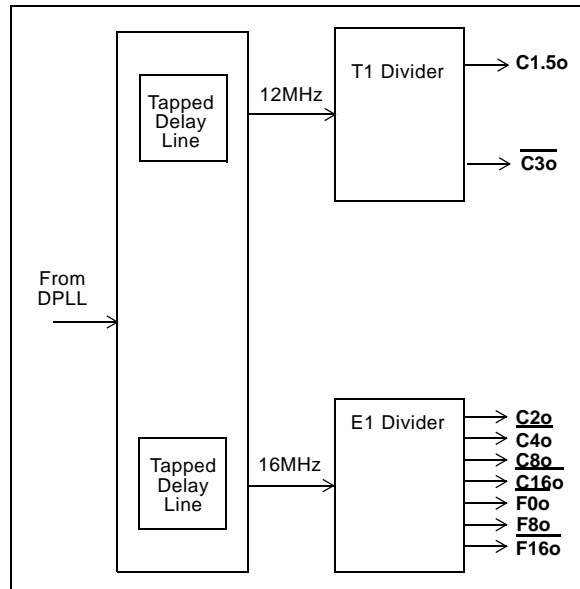 Tapped
Delay
Line
12MHz
T1 Divider
C1.5o
C3o
From
DPLL
Tapped
Delay
Line
16MHz
E1 Divider
C2o
C4o
C8o
C16o
F0o
F8o
F16o